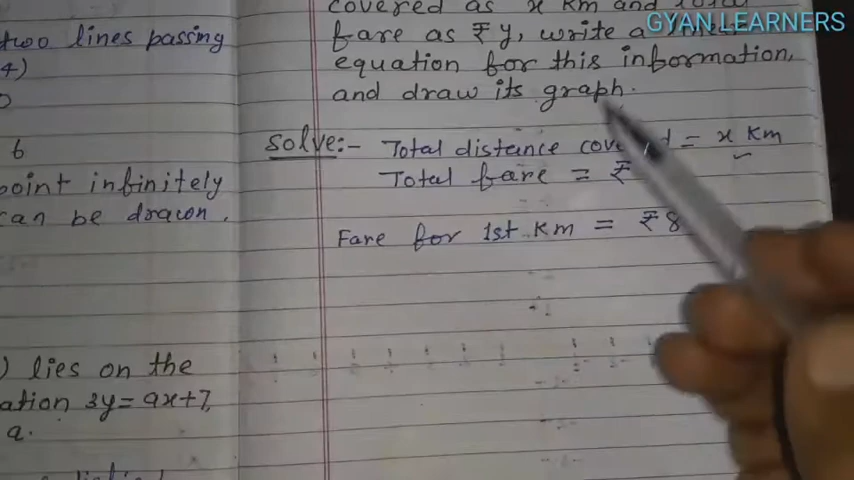 covered as x km and total
GYAN LEARNERS
fare as ₹ y, write a
equation for this information,
and draw its graph.
solve:- Total distance = x km
Total fare = ₹
Fare for 1st km = ₹8
two lines passing
4)
6
point infinitely
can be drawn.
) lies on the
ation 3y = ax+7,
a.